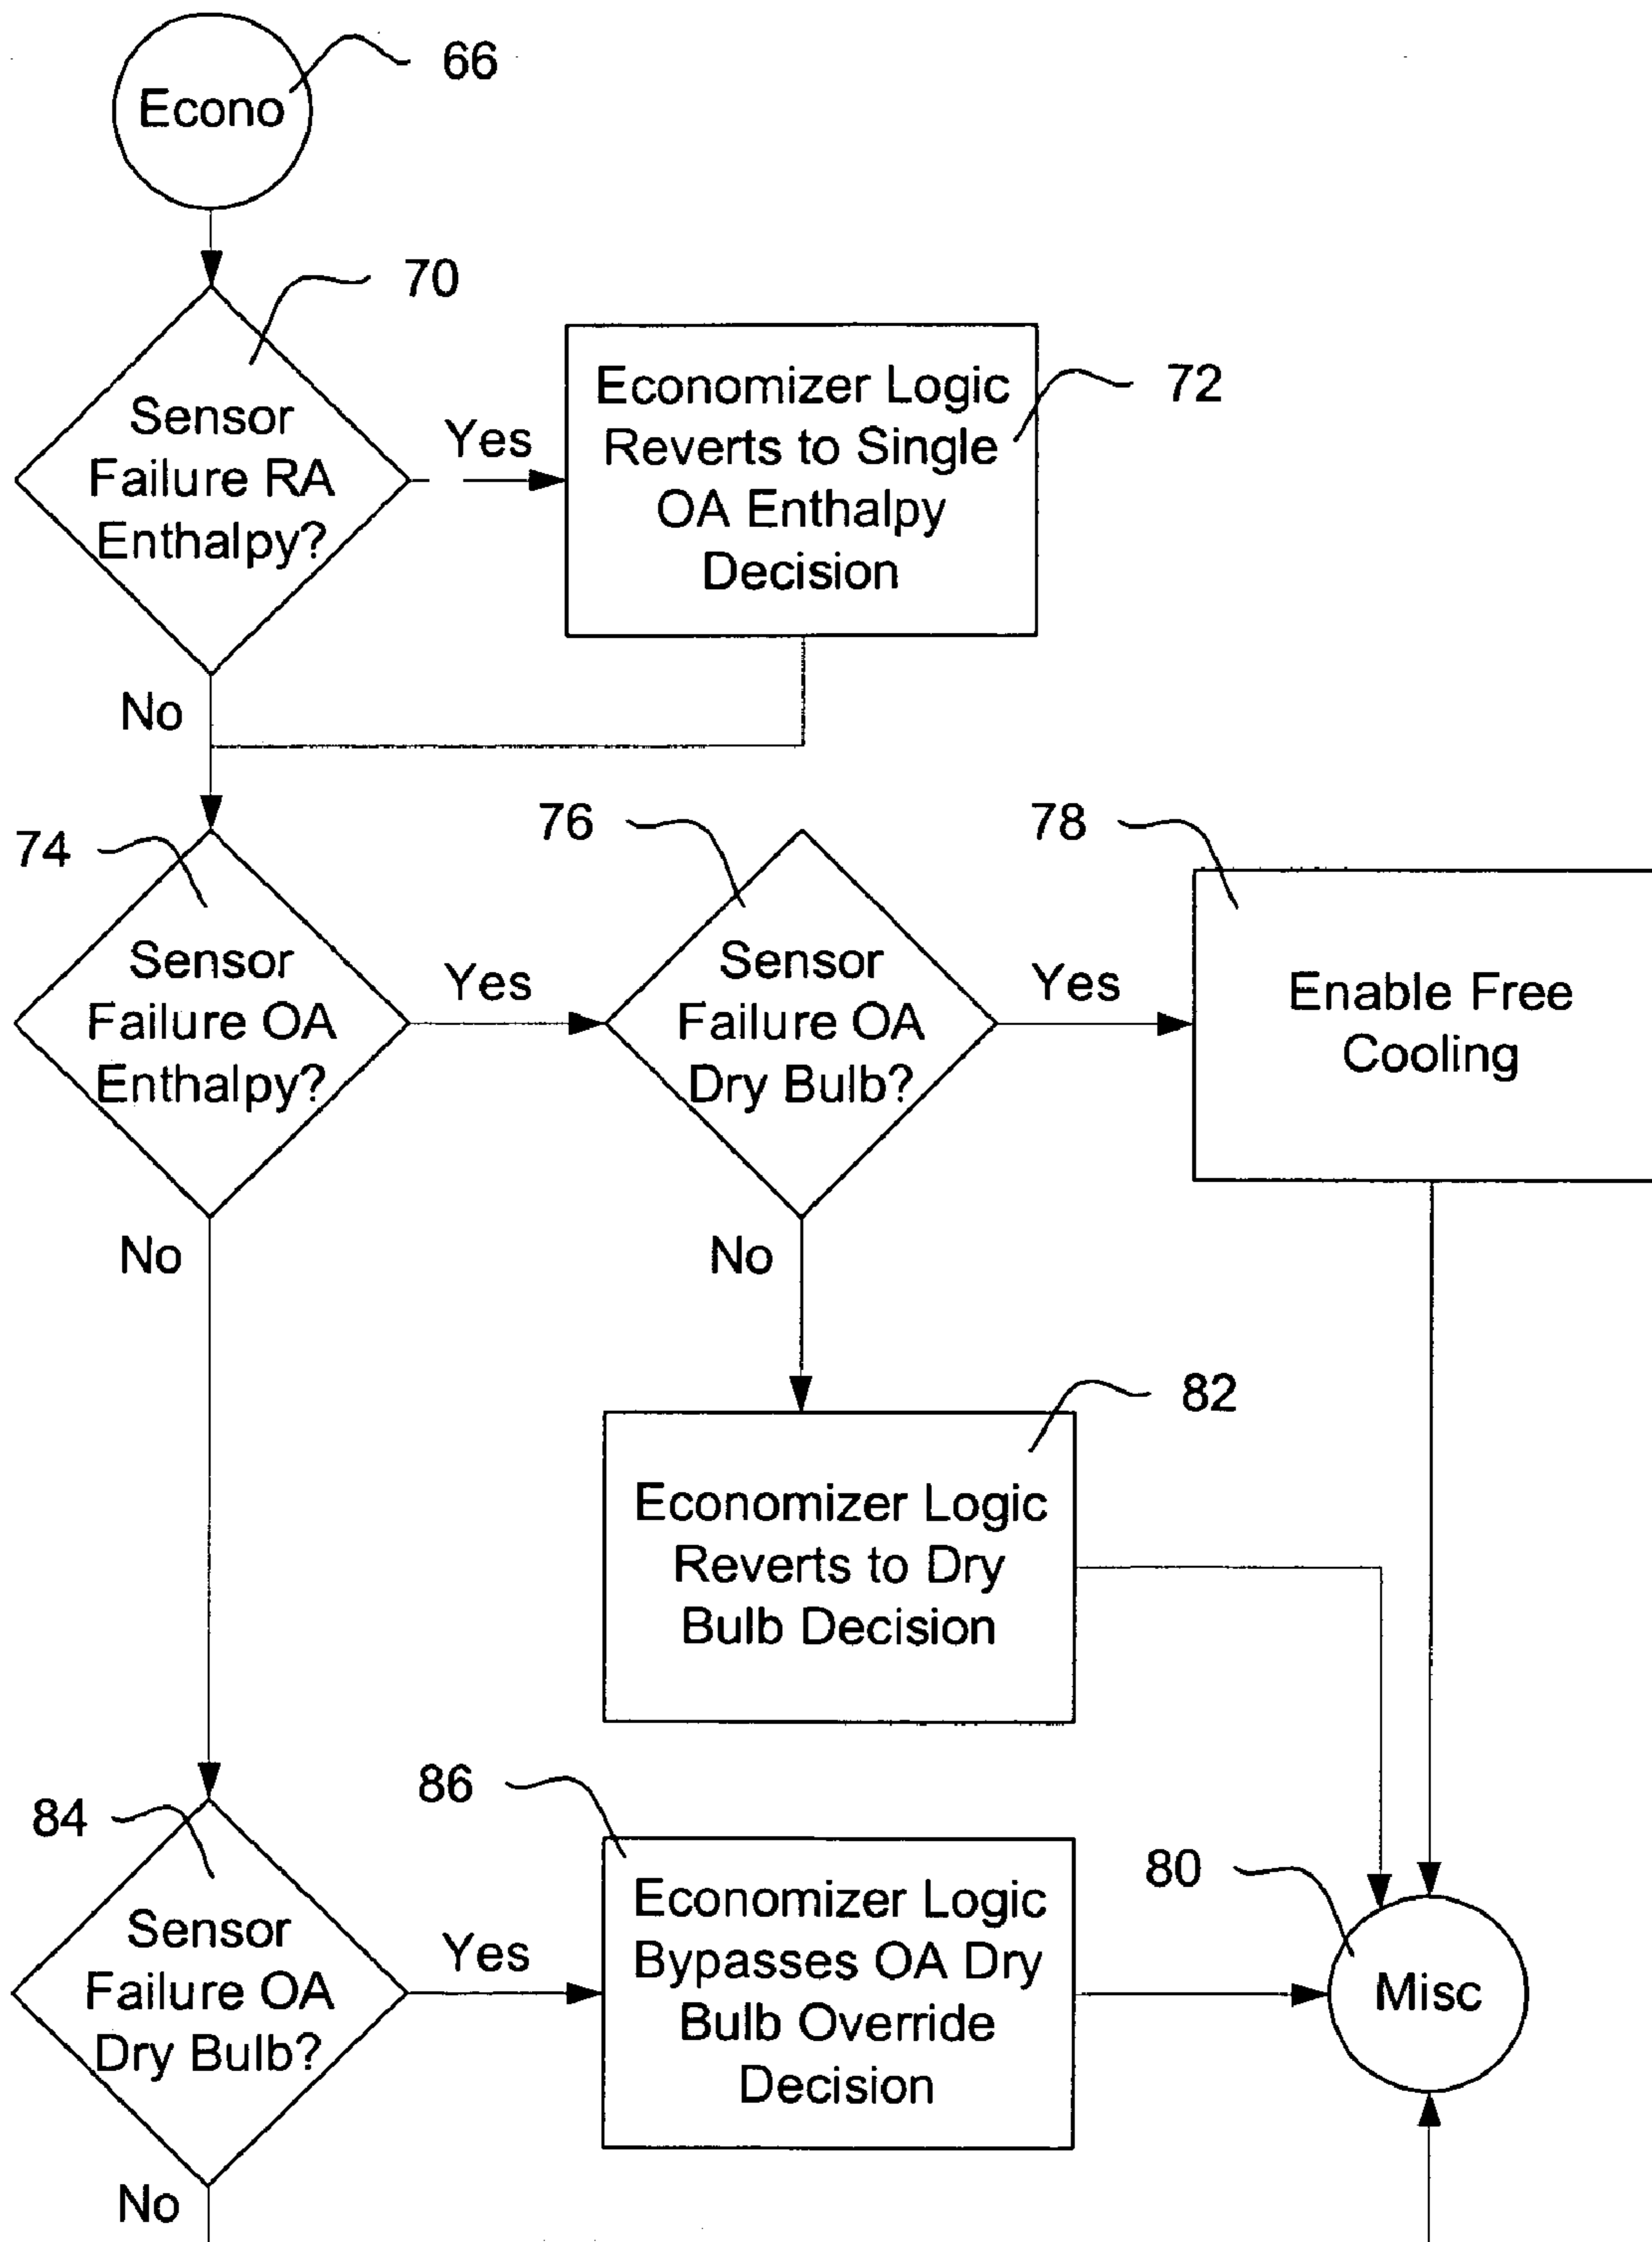 66
Econo
70
Sensor
Failure RA
Enthalpy?
Yes
Economizer Logic
Reverts to Single
OA Enthalpy
Decision
72
No
74
Sensor
Failure OA
Enthalpy?
Yes
76
Sensor
Failure OA
Dry Bulb?
Yes
78
Enable Free
Cooling
No
No
82
Economizer Logic
Reverts to Dry
Bulb Decision
84
Sensor
Failure OA
Dry Bulb?
Yes
86
Economizer Logic
Bypasses OA Dry
Bulb Override
Decision
80
Misc
No